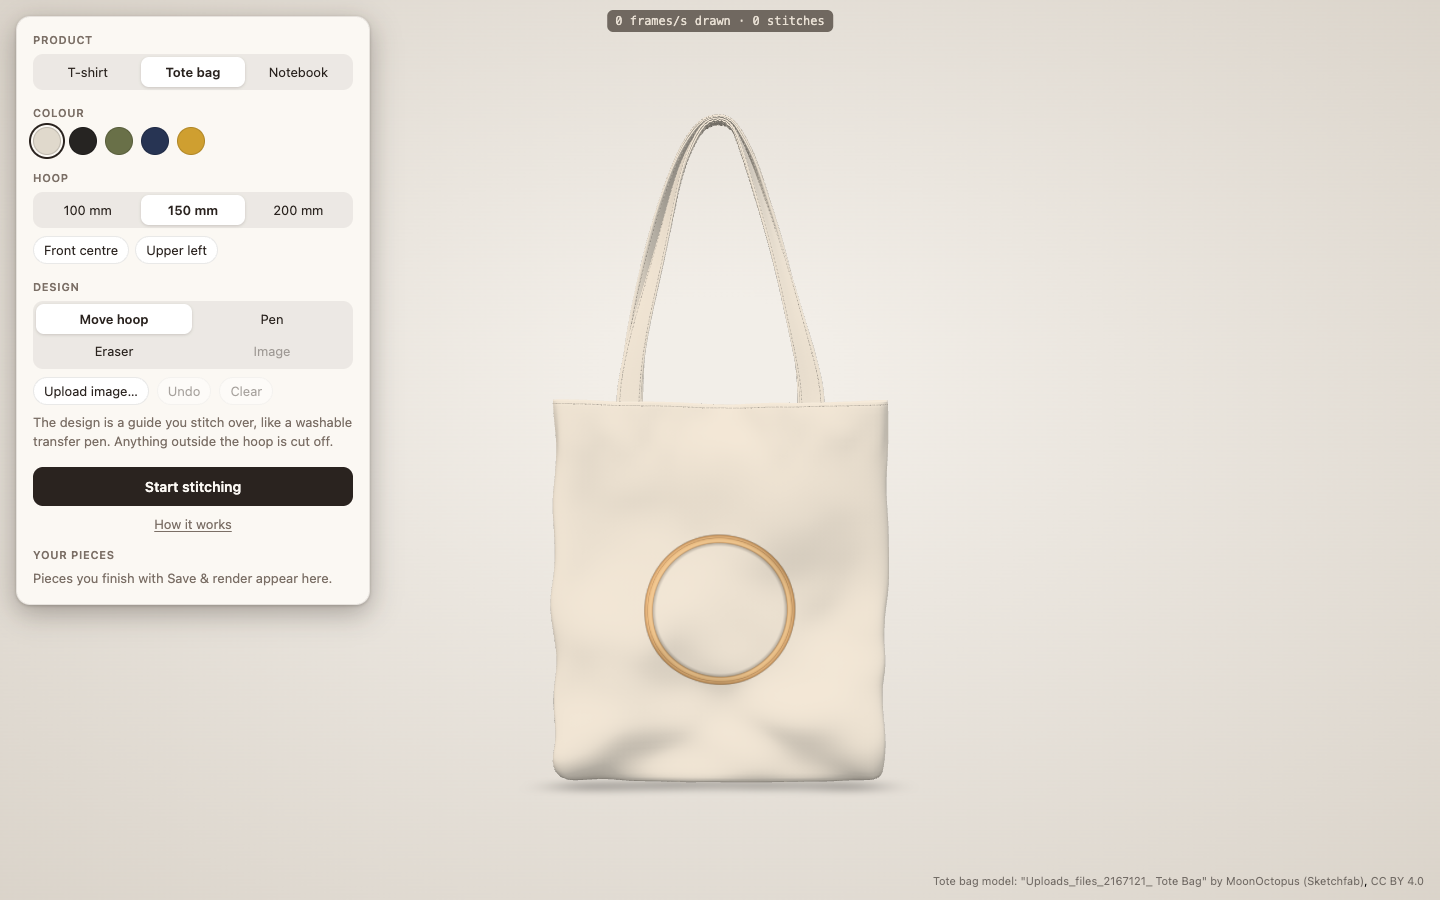 0 frames/s drawn · 0 stitches
PRODUCT
T-shirt Tote bag Notebook
COLOUR
HOOP
100 mm 150 mm 200 mm
Front centre Upper left
DESIGN
Move hoop Pen
Eraser Image
Upload image... Undo Clear
The design is a guide you stitch over, like a washable
transfer pen. Anything outside the hoop is cut off.
Start stitching
How it works
YOUR PIECES
Pieces you finish with Save & render appear here.
Tote bag model: "Uploads_files_2167121_ Tote Bag" by MoonOctopus (Sketchfab), CC BY 4.0